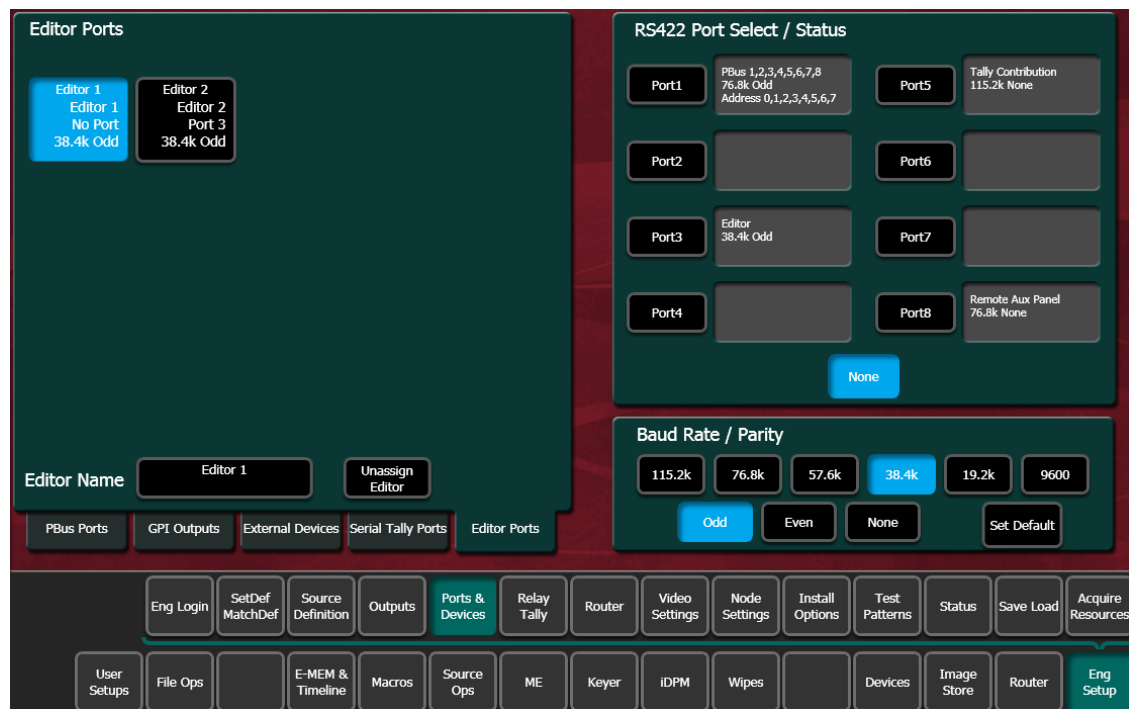 Editor Ports
Editor 1
Editor 1
No Port
38.4k Odd
Editor 2
Editor 2
Port 3
38.4k Odd
Editor Name
Editor 1
Unassign
Editor
PBus Ports
GPI Outputs
External Devices
Serial Tally Ports
Editor Ports
RS422 Port Select / Status
Port1
PBus 1,2,3,4,5,6,7,8
76.8k Odd
Address 0,1,2,3,4,5,6,7
Port5
Tally Contribution
115.2k None
Port2
Port6
Port3
Editor
38.4k Odd
Port7
Port4
Port8
Remote Aux Panel
76.8k None
None
Baud Rate / Parity
115.2k
76.8k
57.6k
38.4k
19.2k
9600
Odd
Even
None
Set Default
Eng Login
SetDef
MatchDef
Source
Definition
Outputs
Ports &
Devices
Relay
Tally
Router
Video
Settings
Node
Settings
Install
Options
Test
Patterns
Status
Save Load
Acquire
Resources
User
Setups
File Ops
E-MEM &
Timeline
Macros
Source
Ops
ME
Keyer
iDPM
Wipes
Devices
Image
Store
Router
Eng
Setup